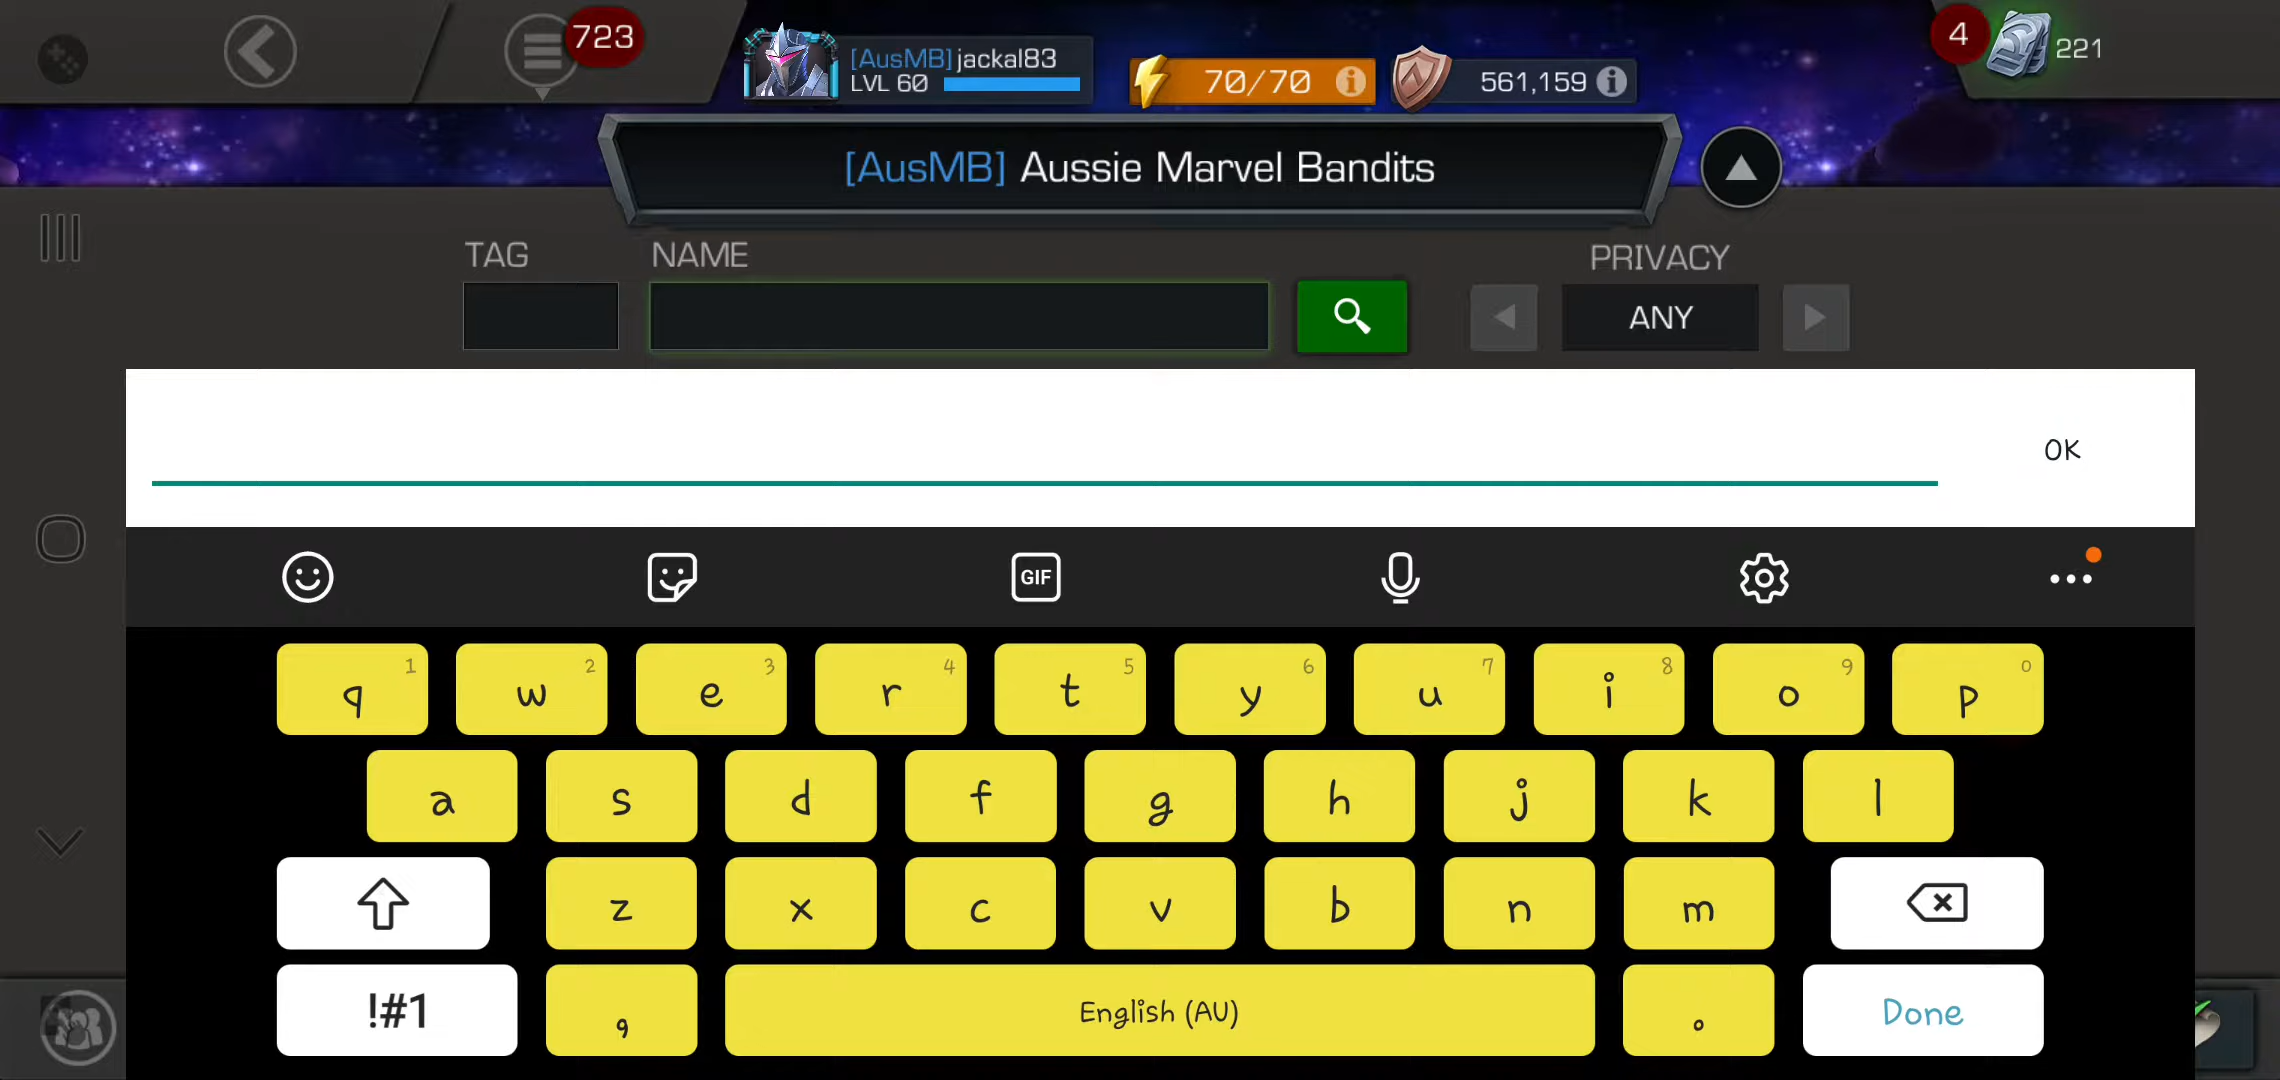 723
[AusMB] jackal83
LVL 60
70/70
561,159
4
221
[AusMB] Aussie Marvel Bandits
TAG
NAME
PRIVACY
ANY
OK
GIF
1 2 3 4 5 6 7 8 9 0
q w e r t y u i o p
a s d f g h j k l
z x c v b n m
!#1 , English (AU) . Done